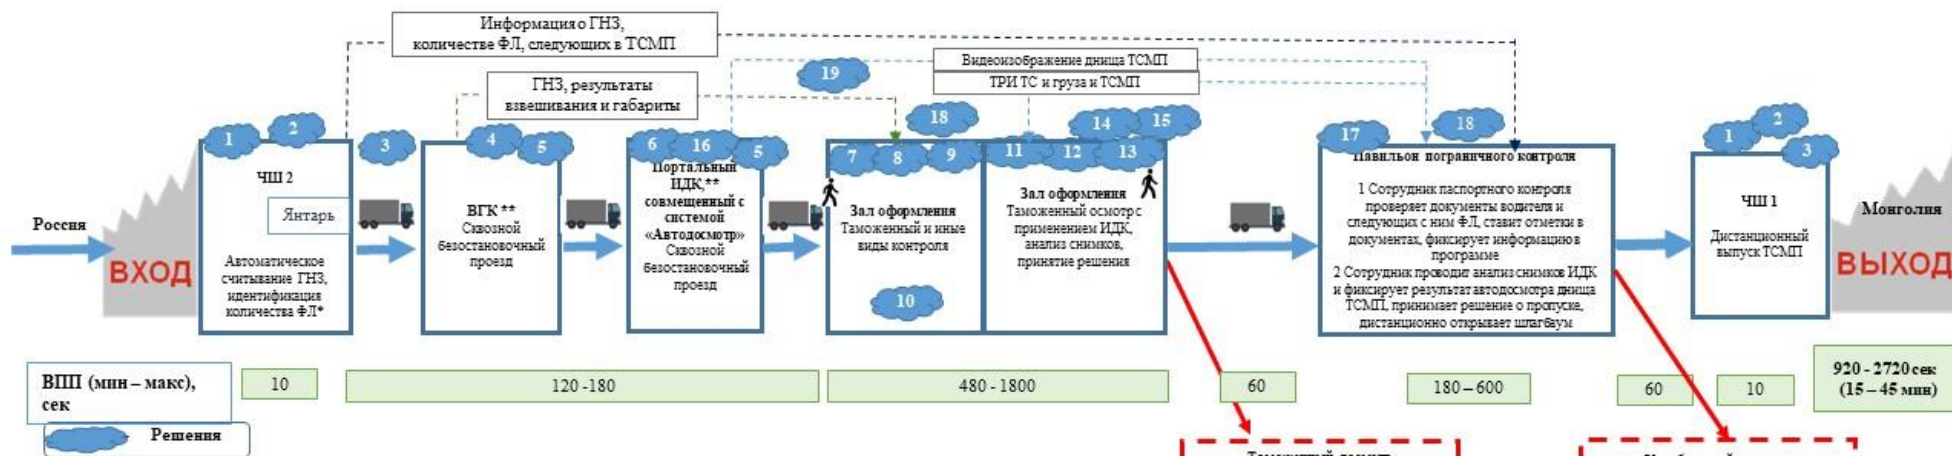 Информация о ГНЗ,
количестве ФЛ, следующих в ТСМП
ГНЗ, результаты
взвешивания и габариты
19
Видеоизображение днища ТСМП
ТРИ ТС и груза и ТСМП
18
14
15
17
18
1
2
3
4
5
6
16
5
7
8
9
11
12
13
1
2
3
Россия
ВХОД
ЧШ 2
Янтарь
Автоматическое
считывание ГНЗ,
идентификация
количества ФЛ*
ВГК **
Сквозной
безостановочный
проезд
Портальный
ИДК,**
совмещенный с
системой
«Автодосмотр»
Сквозной
безостановочный
проезд
Зал оформления
Таможенный и иные
виды контроля
10
Зал оформления
Таможенный осмотр с
применением ИДК,
анализ снимков,
принятие решения
Павильон пограничного контроля
1 Сотрудник паспортного контроля
проверяет документы водителя и
следующих с ним ФЛ, ставит отметки в
документах, фиксирует информацию в
программе
2 Сотрудник проводит анализ снимков ИДК
и фиксирует результат автодосмотра днища
ТСМП, принимает решение о пропуске,
дистанционно открывает шлагбаум
ЧШ 1
Дистанционный
выпуск ТСМП
Монголия
ВЫХОД
ВПП (мин – макс),
сек
10
120 -180
480 - 1800
60
180 – 600
60
10
920 - 2720 сек
(15 – 45 мин)
Решения